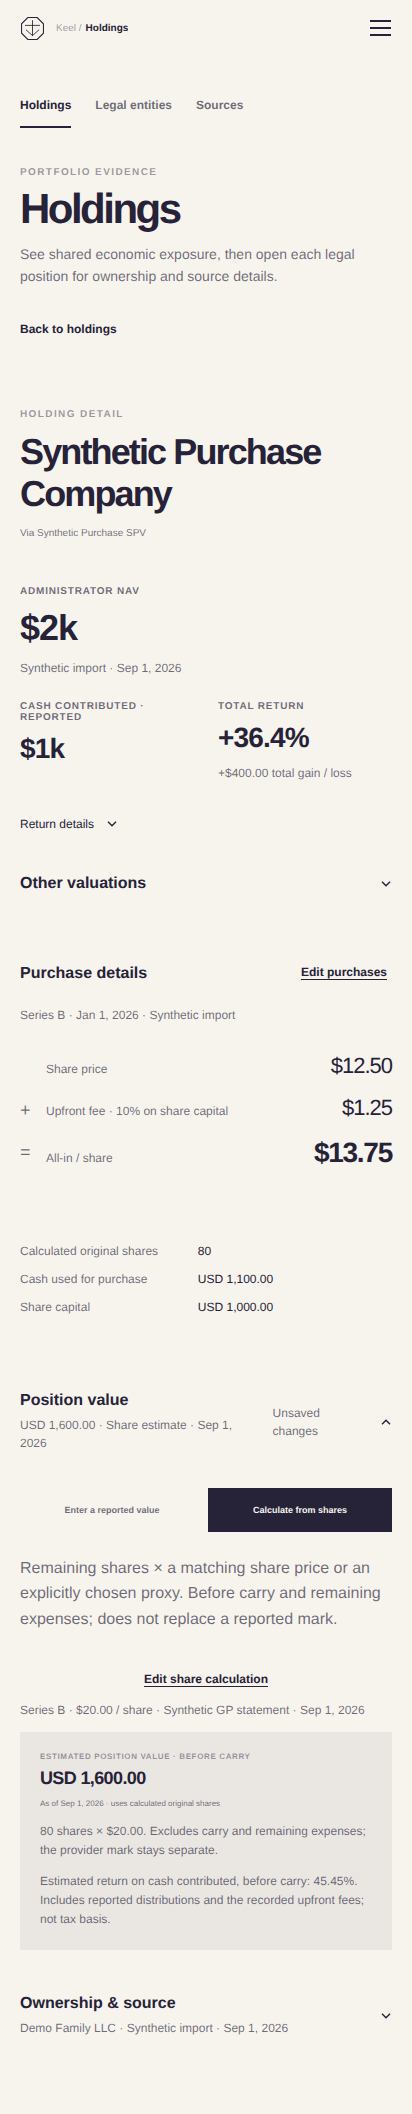 Keel / Holdings
Holdings Legal entities Sources
PORTFOLIO EVIDENCE
Holdings
See shared economic exposure, then open each legal
position for ownership and source details.
Back to holdings
HOLDING DETAIL
Synthetic Purchase
Company
Via Synthetic Purchase SPV
ADMINISTRATOR NAV
$2k
Synthetic import · Sep 1, 2026
CASH CONTRIBUTED ·
REPORTED
$1k
TOTAL RETURN
+36.4%
+$400.00 total gain / loss
Return details
Other valuations
Purchase details Edit purchases
Series B · Jan 1, 2026 · Synthetic import
Share price $12.50
+ Upfront fee · 10% on share capital $1.25
= All-in / share $13.75
Calculated original shares 80
Cash used for purchase USD 1,100.00
Share capital USD 1,000.00
Position value
USD 1,600.00 · Share estimate · Sep 1,
2026
Unsaved
changes
Enter a reported value Calculate from shares
Remaining shares × a matching share price or an
explicitly chosen proxy. Before carry and remaining
expenses; does not replace a reported mark.
Edit share calculation
Series B · $20.00 / share · Synthetic GP statement · Sep 1, 2026
ESTIMATED POSITION VALUE · BEFORE CARRY
USD 1,600.00
As of Sep 1, 2026 · uses calculated original shares
80 shares × $20.00. Excludes carry and remaining expenses;
the provider mark stays separate.
Estimated return on cash contributed, before carry: 45.45%.
Includes reported distributions and the recorded upfront fees;
not tax basis.
Ownership & source
Demo Family LLC · Synthetic import · Sep 1, 2026